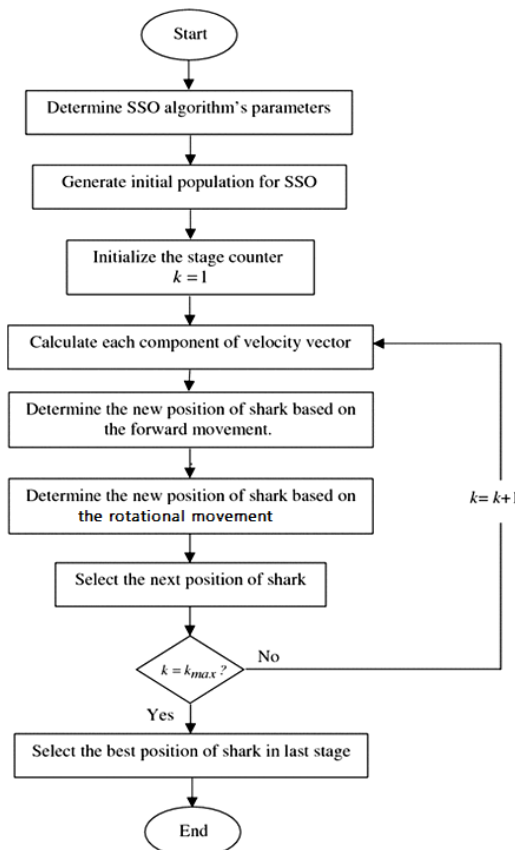 Start
Determine SSO algorithm's parameters
Generate initial population for SSO
Initialize the stage counter
k = 1
Calculate each component of velocity vector
Determine the new position of shark based on
the forward movement.
Determine the new position of shark based on
the rotational movement
k= k+1
Select the next position of shark
k = kmax ?
No
Yes
Select the best position of shark in last stage
End